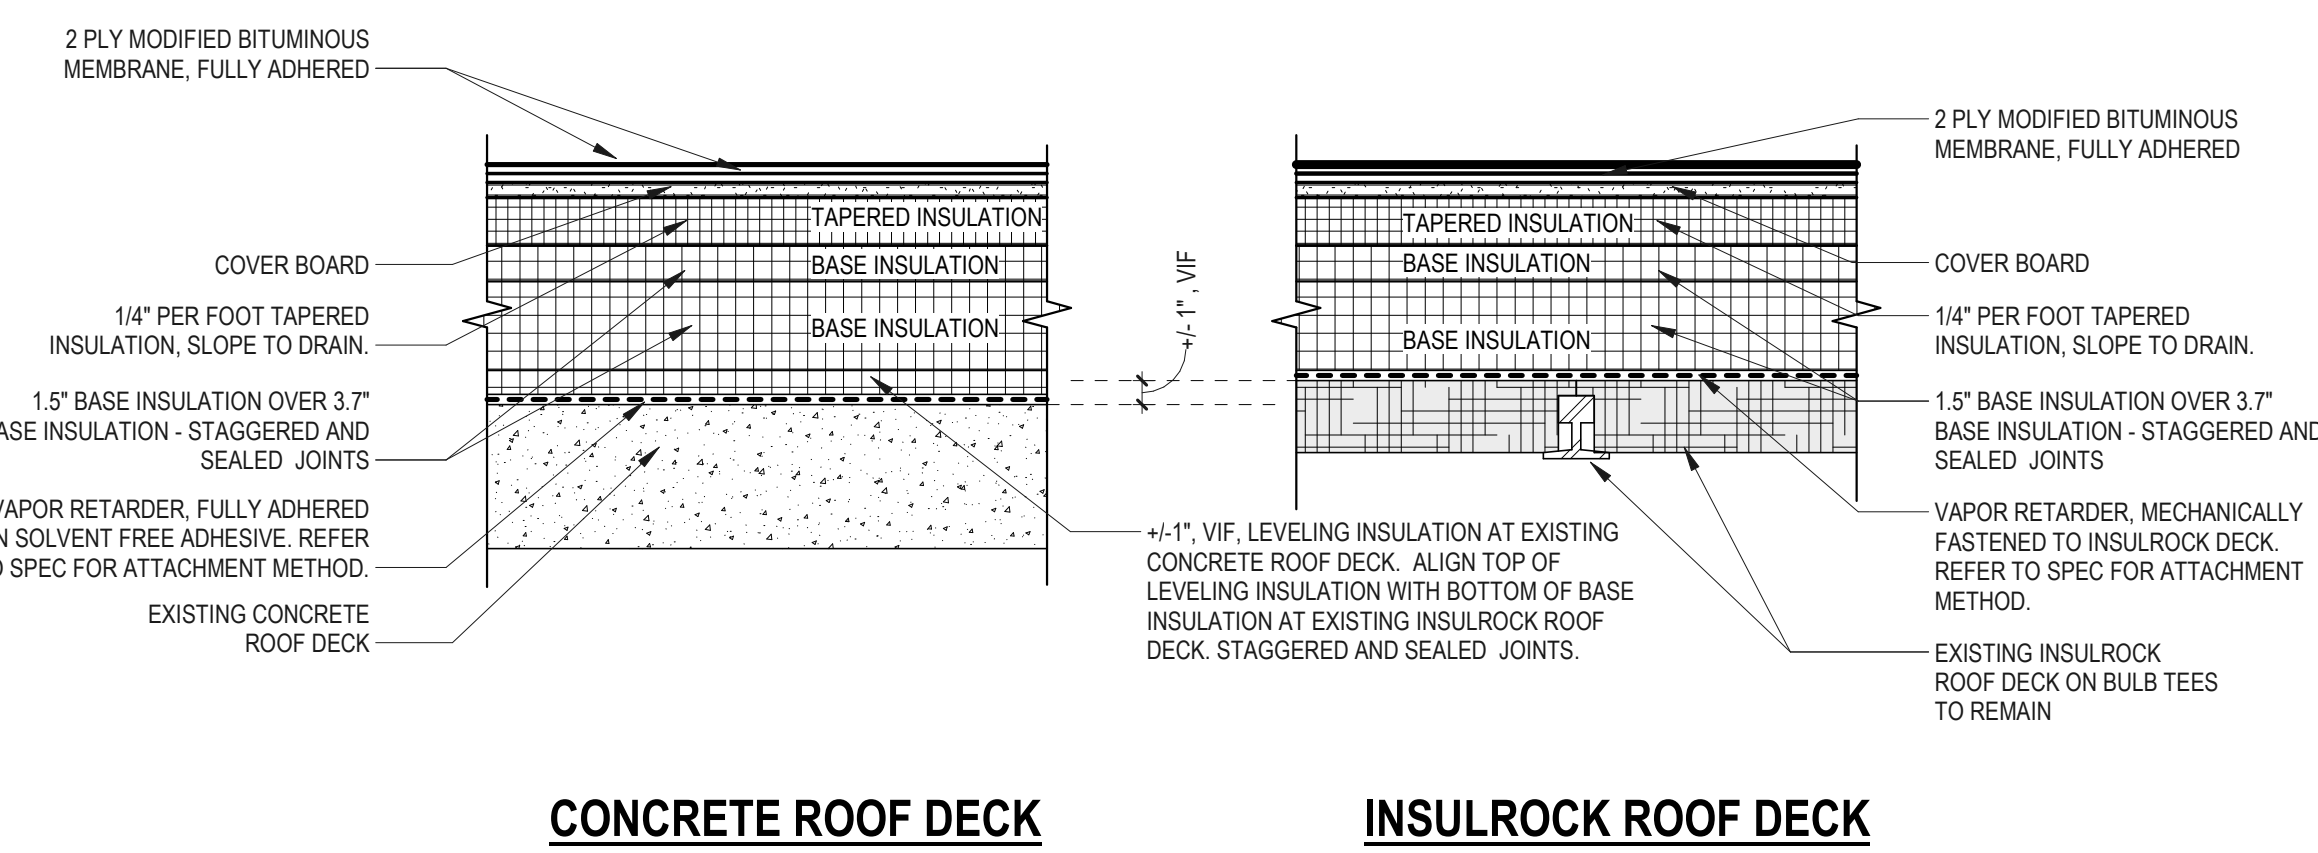 2 PLY MODIFIED BITUMINOUS
MEMBRANE, FULLY ADHERED
COVER BOARD
1/4" PER FOOT TAPERED
INSULATION, SLOPE TO DRAIN.
1.5" BASE INSULATION OVER 3.7"
INSULATION - STAGGERED AND
SEALED JOINTS
VAPOR RETARDER, FULLY ADHERED
SOLVENT FREE ADHESIVE. REFER
SPEC FOR ATTACHMENT METHOD.
EXISTING CONCRETE
ROOF DECK
TAPERED INSULATION
BASE INSULATION
BASE INSULATION
+/- 1", VIF
+/-1", VIF, LEVELING INSULATION AT EXISTING
CONCRETE ROOF DECK. ALIGN TOP OF
LEVELING INSULATION WITH BOTTOM OF BASE
INSULATION AT EXISTING INSULROCK ROOF
DECK. STAGGERED AND SEALED JOINTS.
TAPERED INSULATION
BASE INSULATION
BASE INSULATION
2 PLY MODIFIED BITUMINOUS
MEMBRANE, FULLY ADHERED
COVER BOARD
1/4" PER FOOT TAPERED
INSULATION, SLOPE TO DRAIN.
1.5" BASE INSULATION OVER 3.7"
BASE INSULATION - STAGGERED AND
SEALED JOINTS
VAPOR RETARDER, MECHANICALLY
FASTENED TO INSULROCK DECK.
REFER TO SPEC FOR ATTACHMENT
METHOD.
EXISTING INSULROCK
ROOF DECK ON BULB TEES
TO REMAIN
CONCRETE ROOF DECK
INSULROCK ROOF DECK